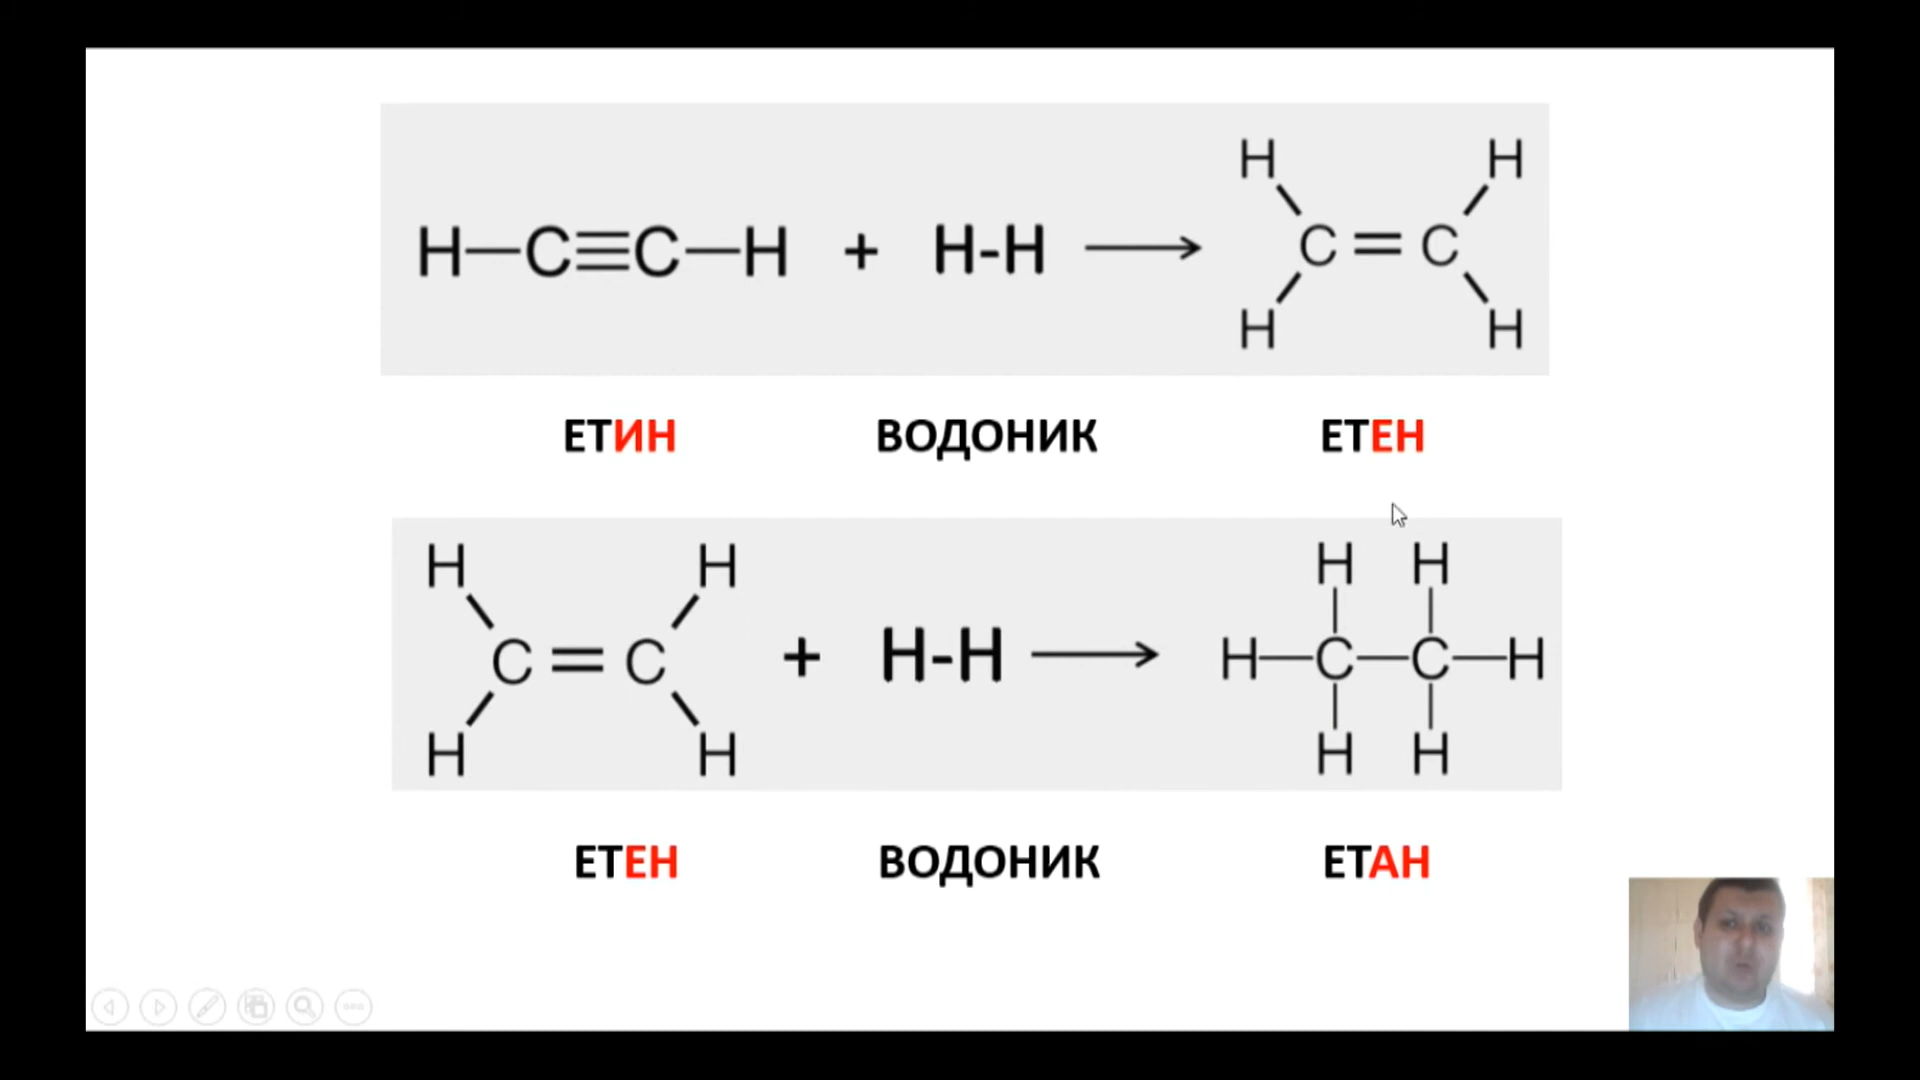 H—C≡C—H + H-H ⟶
H H
C=C
H H
ЕТИН ВОДОНИК ЕТЕН
H H
C=C
H H
+ H-H ⟶
H H
H—C—C—H
H H
ЕТЕН ВОДОНИК ЕТАН